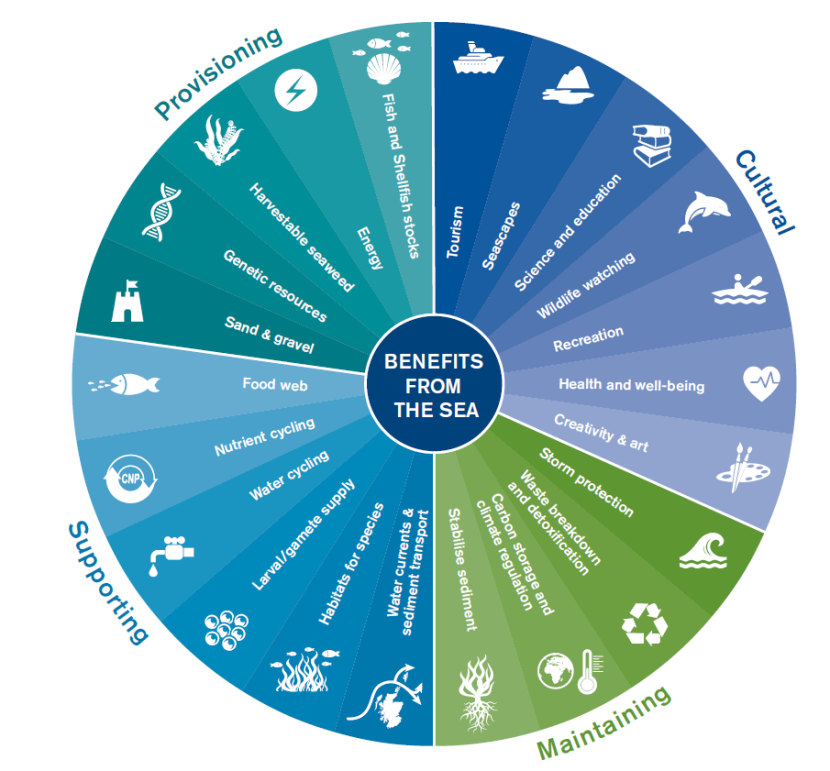 BENEFITS
FROM
THE SEA
Provisioning
Fish and Shellfish stocks
Energy
Harvestable seaweed
Genetic resources
Sand & gravel
Cultural
Tourism
Seascapes
Science and education
Wildlife watching
Recreation
Health and well-being
Creativity & art
Maintaining
Storm protection
Waste breakdown
and detoxification
Carbon storage and
climate regulation
Stabilise sediment
Supporting
Water currents &
sediment transport
Habitats for species
Larval/gamete supply
Water cycling
Nutrient cycling
CNP
Food web